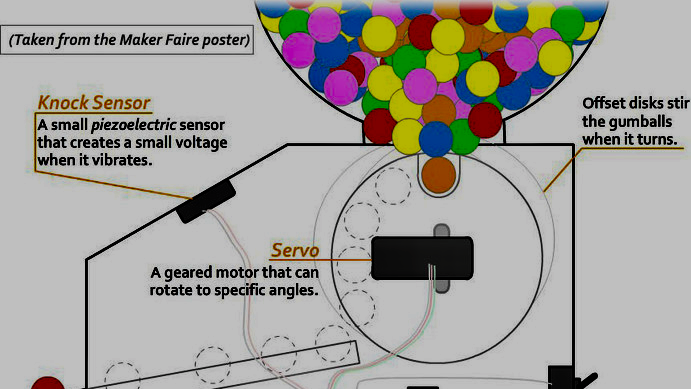 (Taken from the Maker Faire poster)
Knock Sensor
A small piezoelectric sensor
that creates a small voltage
when it vibrates.
Offset disks stir
the gumballs
when it turns.
Servo
A geared motor that can
rotate to specific angles.